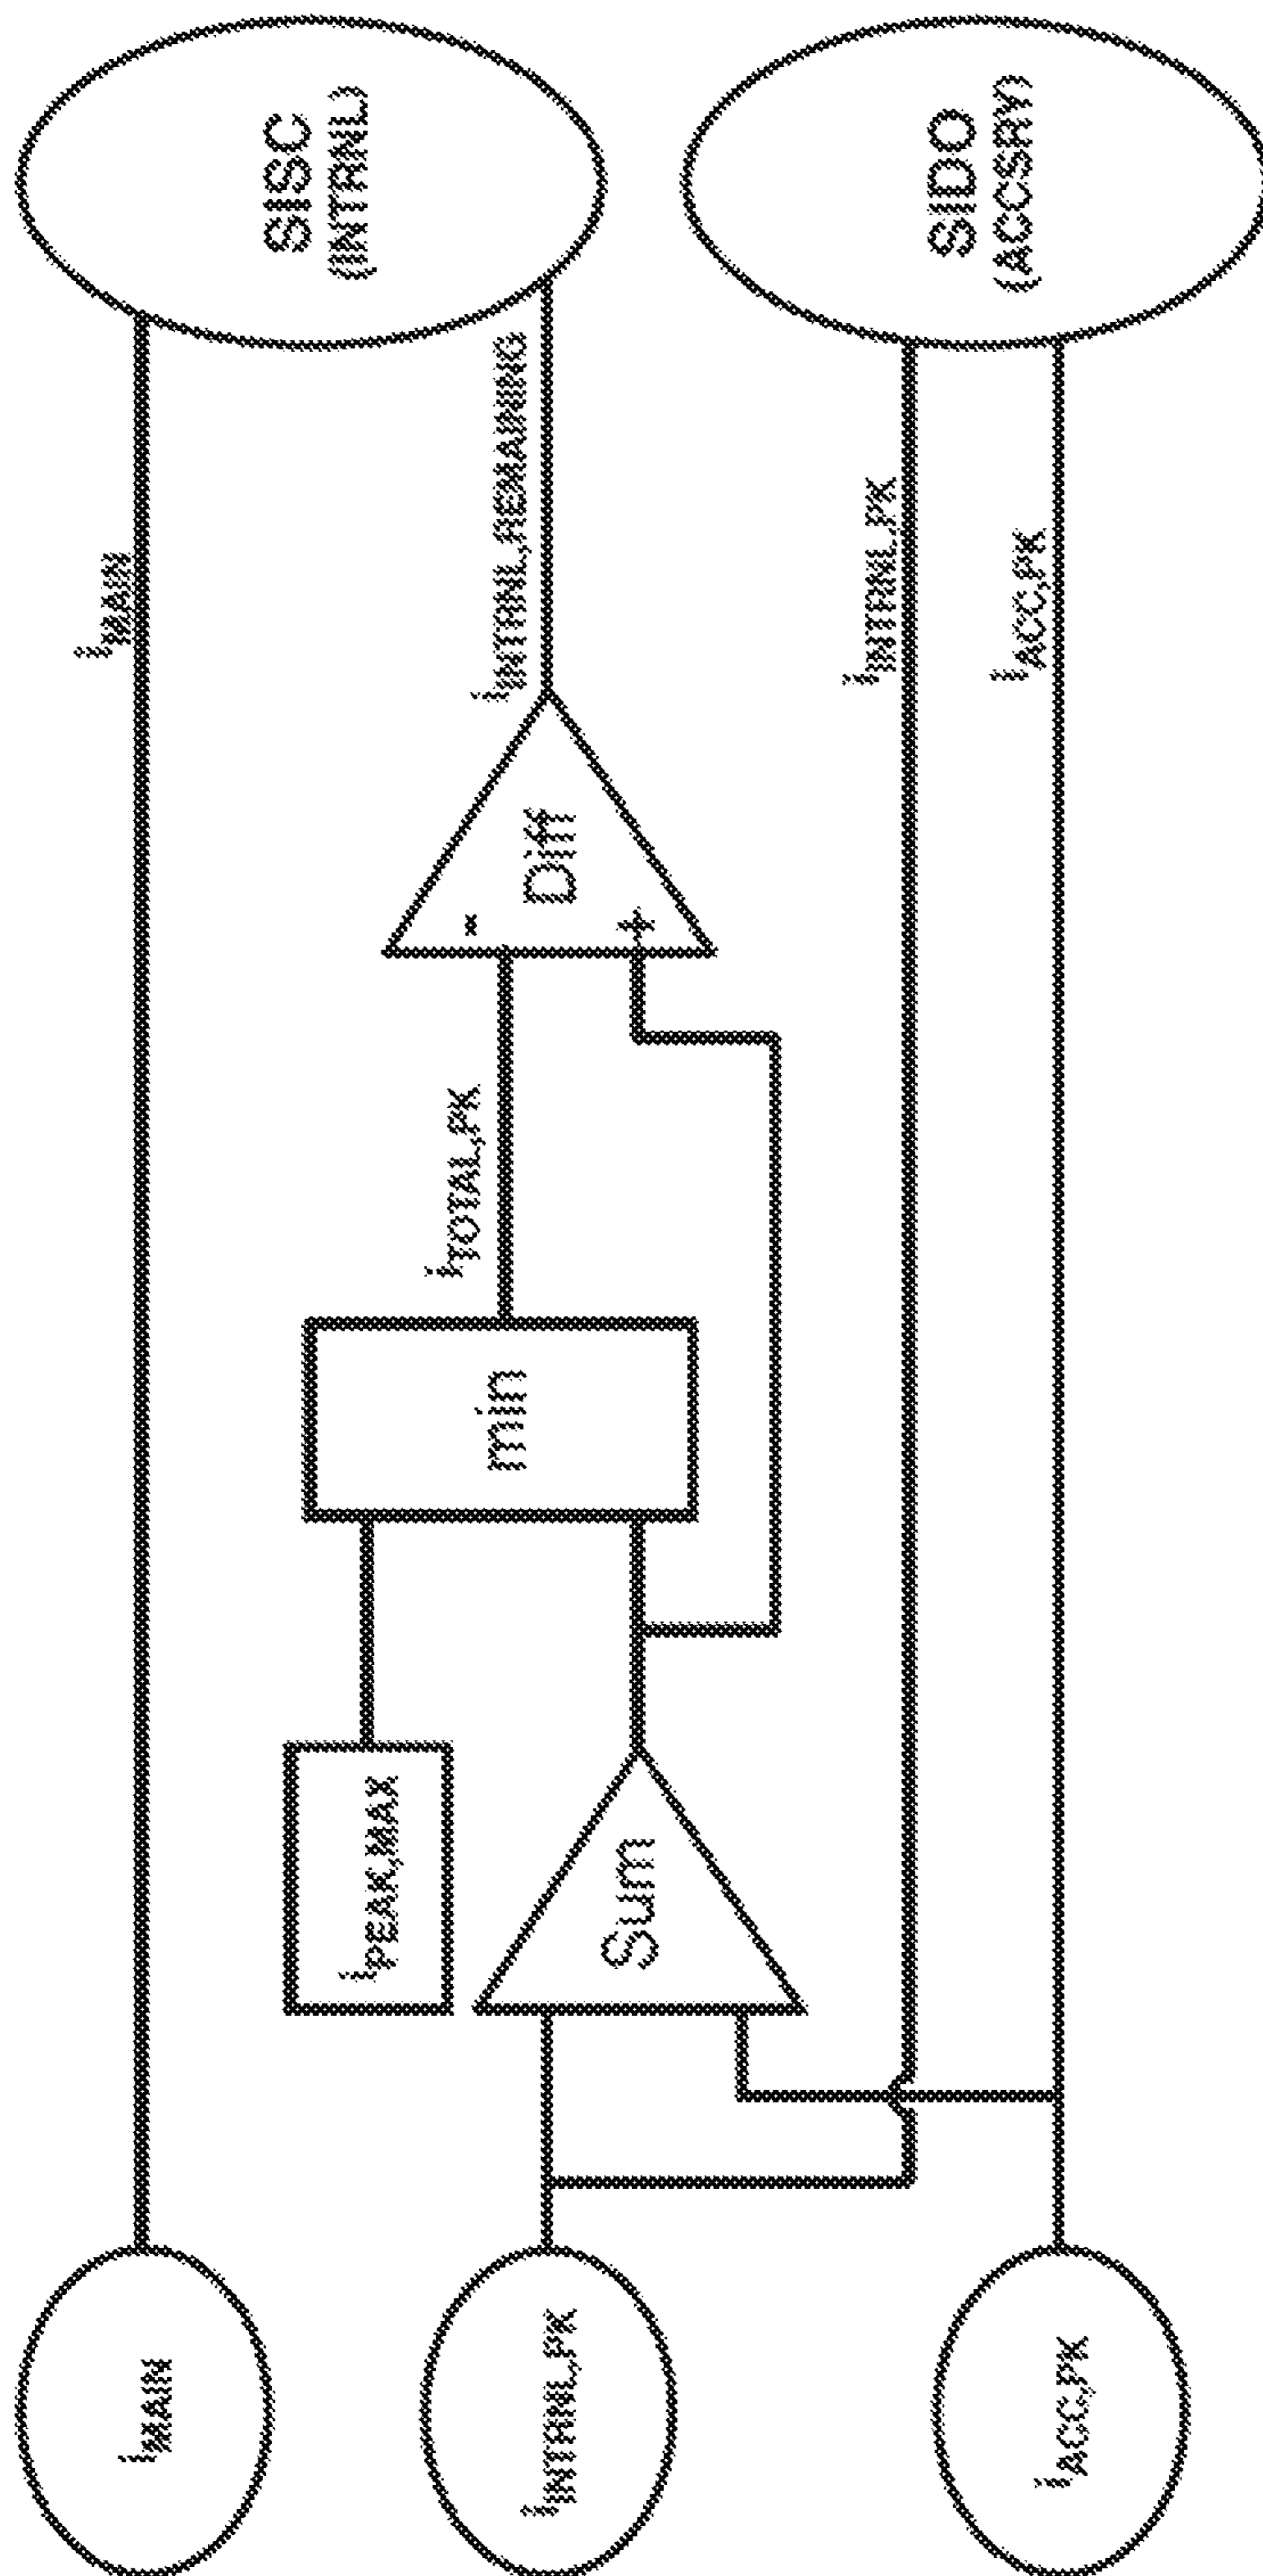 i_MAIN
i_MAIN
SISC
(INTRNL)
i_PEAK,MAX
min
i_TOTAL,PK
-
+
Diff
i_INTRNL,REMAINING
i_INTRNL,PK
Sum
i_INTRNL,PK
SIDO
(ACCSRY)
i_ACC,PK
i_ACC,PK